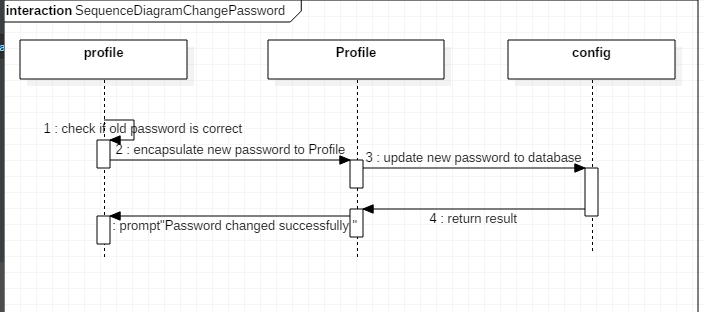 interaction SequenceDiagramChangePassword
profile
Profile
config
1 : check if old password is correct
2 : encapsulate new password to Profile
3 : update new password to database
4 : return result
: prompt"Password changed successfully "